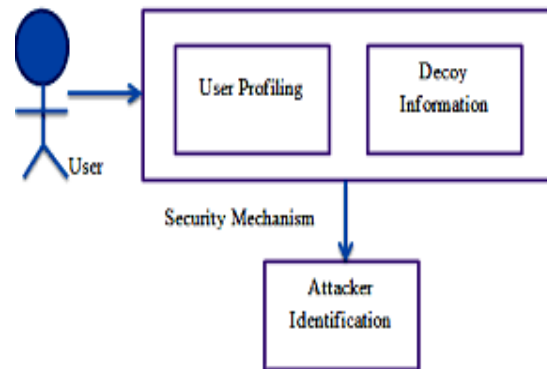 User Profiling
Decoy
Information
User
Security Mechanism
Attacker
Identification